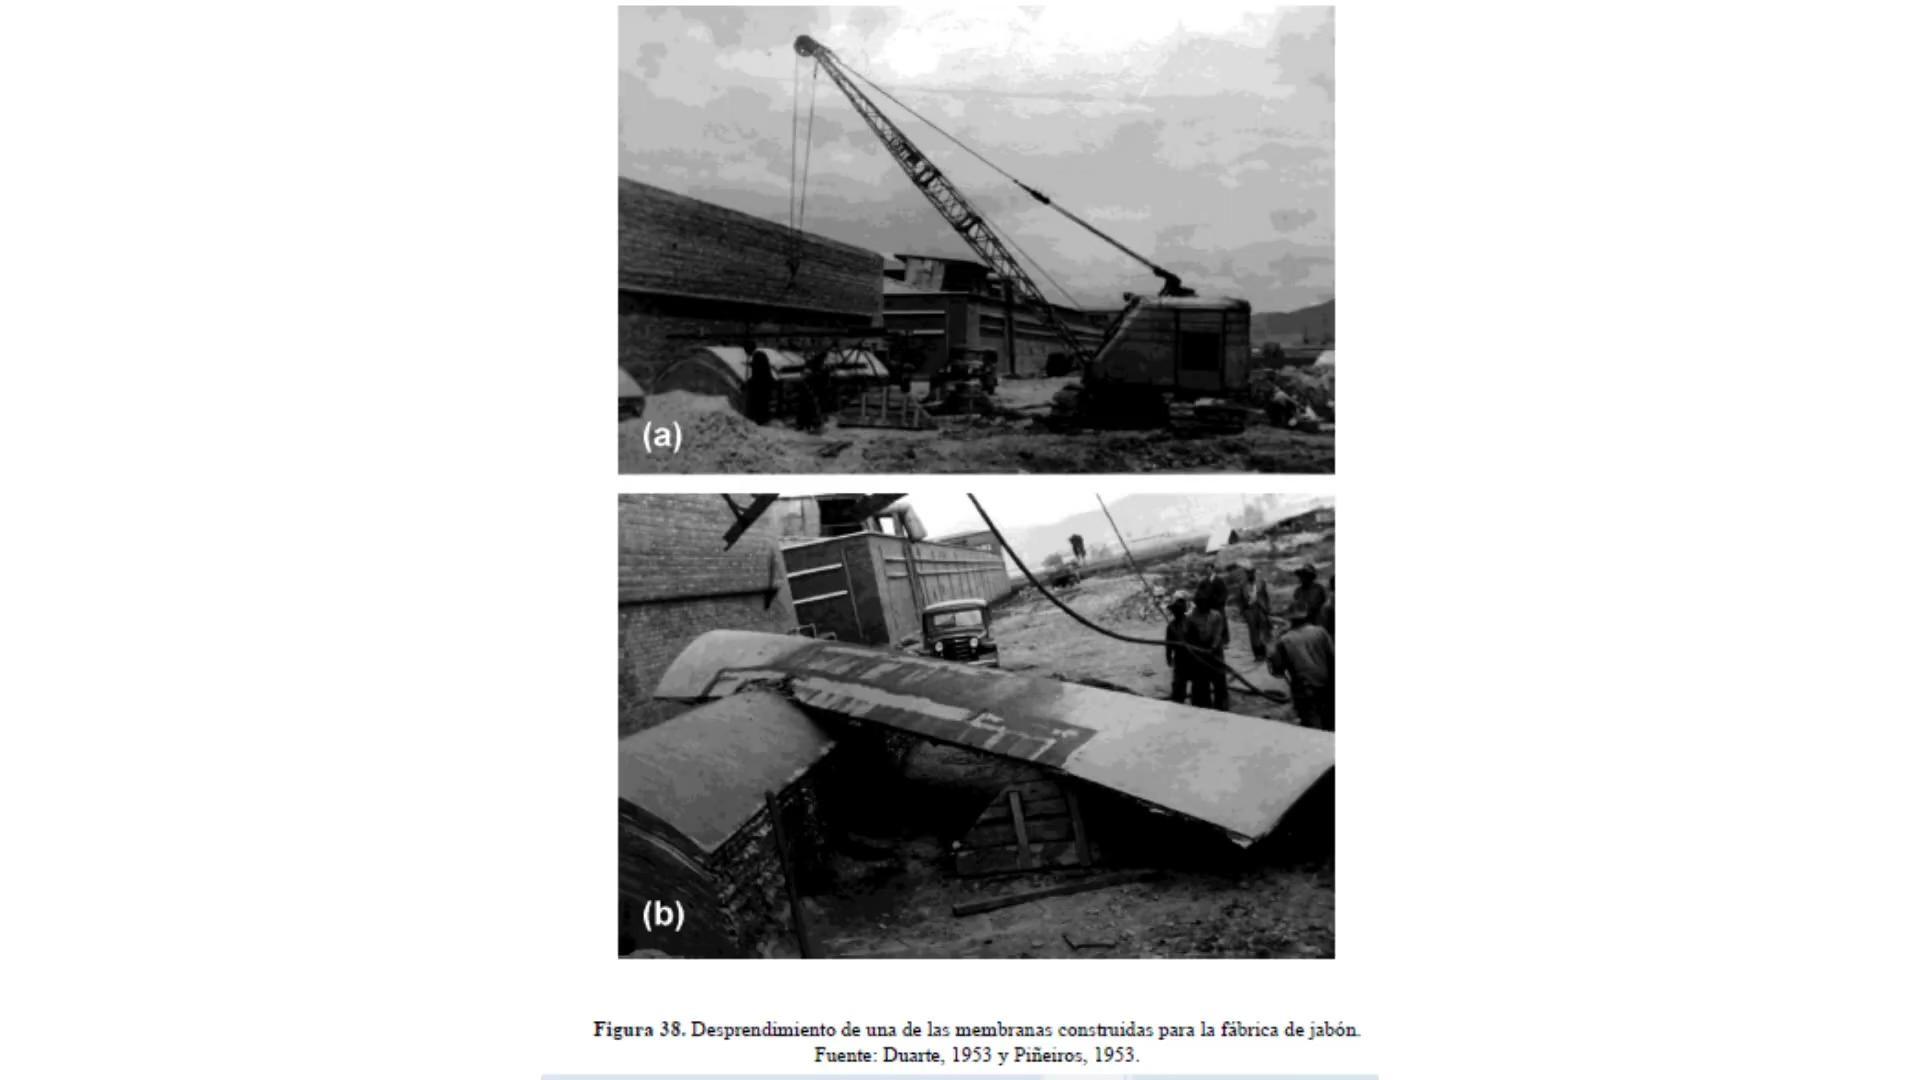 (a)
(b)
Figura 38. Desprendimiento de una de las membranas construidas para la fábrica de jabón.
Fuente: Duarte, 1953 y Piñeiros, 1953.